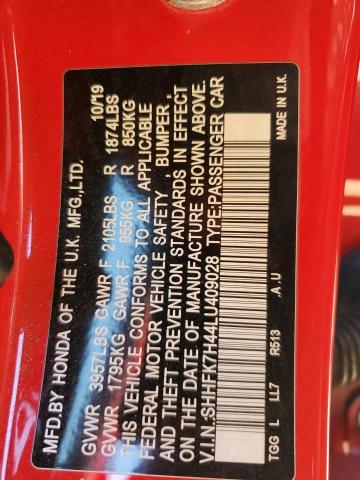 MFD.BY HONDA OF THE U.K. MFG.,LTD. 10/19
GVWR 3957LBS GAWR F 2105LBS R 1874LBS
GVWR 1795KG GAWR F 955KG R 850KG
THIS VEHICLE CONFORMS TO ALL APPLICABLE
FEDERAL MOTOR VEHICLE SAFETY, BUMPER,
AND THEFT PREVENTION STANDARDS IN EFFECT
ON THE DATE OF MANUFACTURE SHOWN ABOVE.
V.I.N.:SHHFK7H44LU409028 TYPE:PASSENGER CAR
TGG L LL7 R513 .A.U MADE IN U.K.